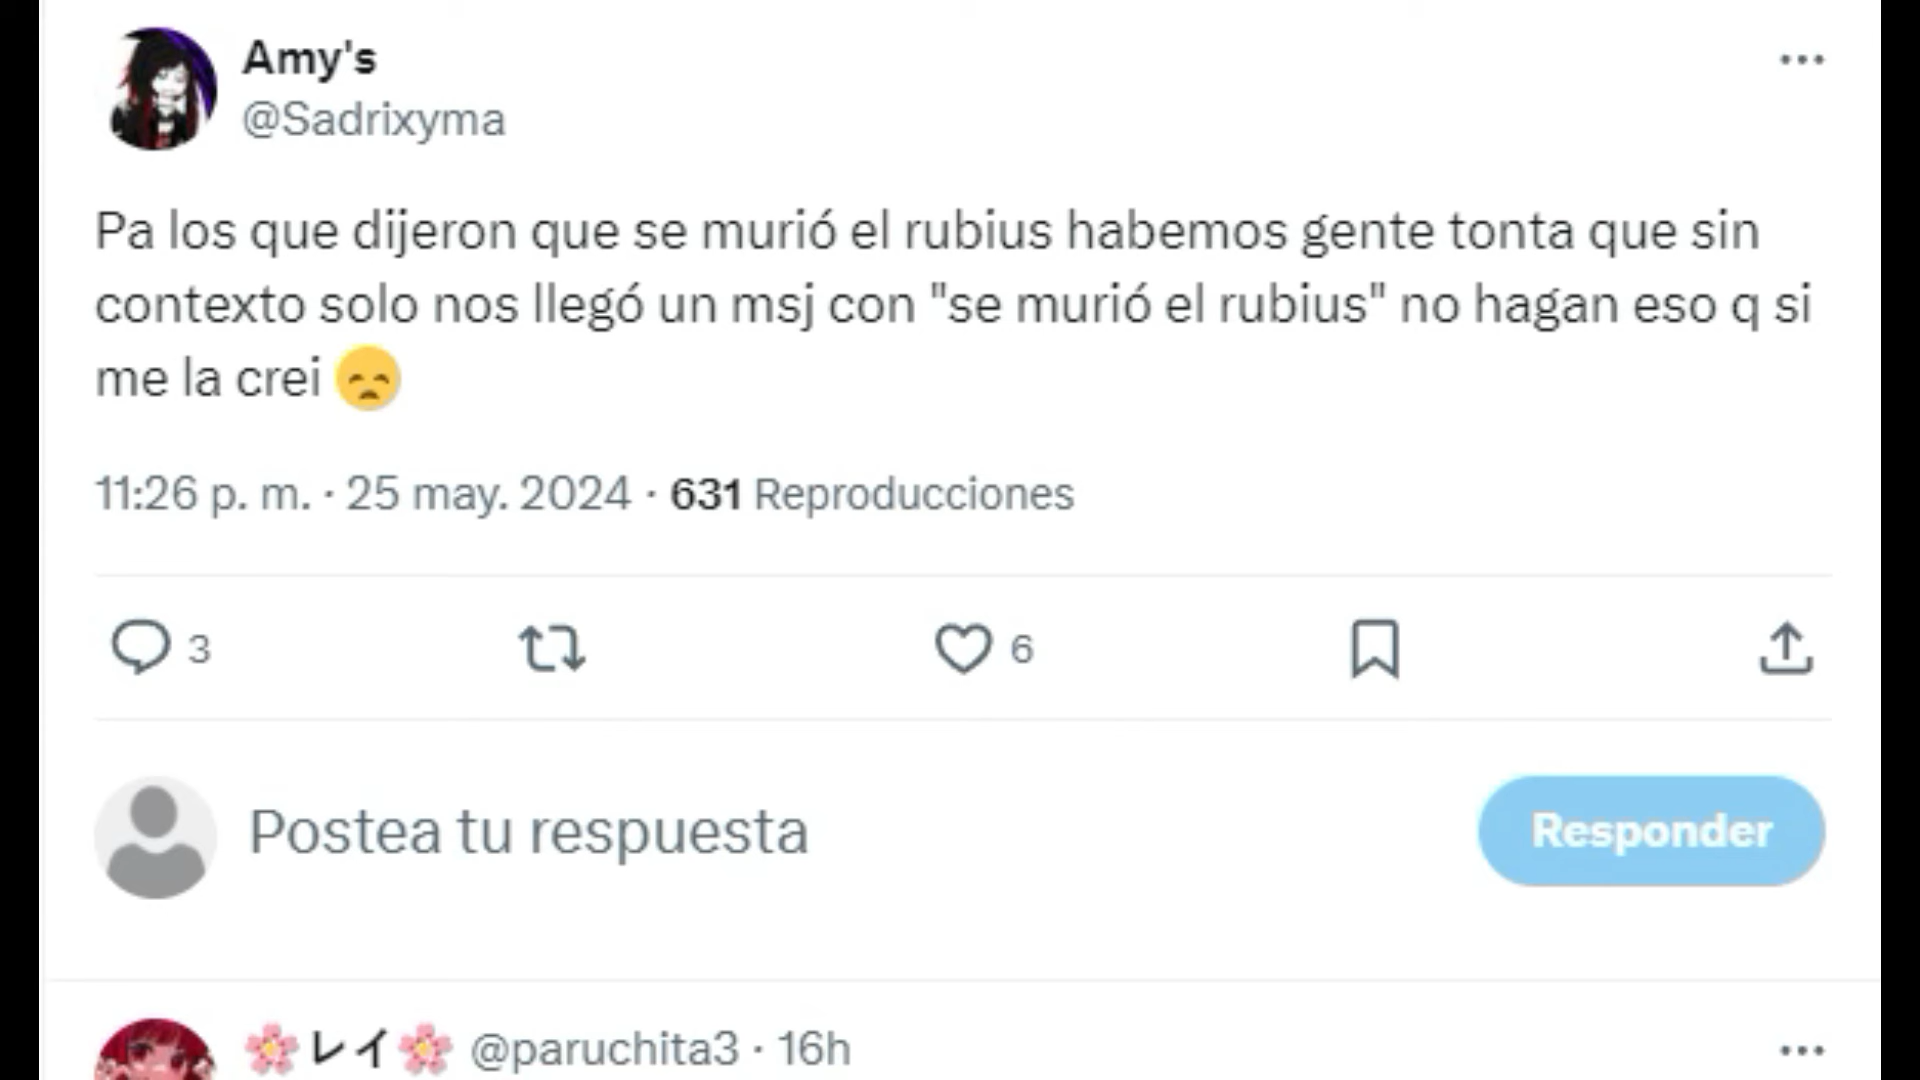 Amy's
@Sadrixyma
Pa los que dijeron que se murió el rubius habemos gente tonta que sin
contexto solo nos llegó un msj con "se murió el rubius" no hagan eso q si
me la crei 😞
11:26 p. m. · 25 may. 2024 · 631 Reproducciones
3 6
Postea tu respuesta Responder
🌸レイ🌸 @paruchita3 · 16h